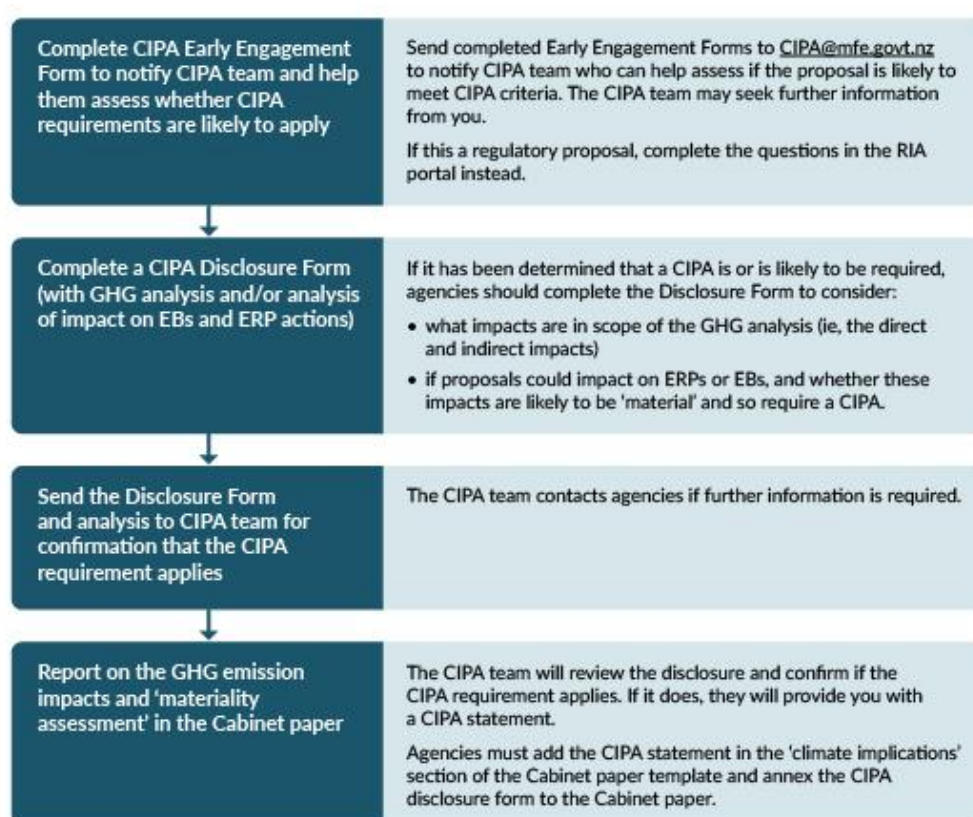 Complete CIPA Early Engagement
Form to notify CIPA team and help
them assess whether CIPA
requirements are likely to apply
Send completed Early Engagement Forms to CIPA@mfe.govt.nz
to notify CIPA team who can help assess if the proposal is likely to
meet CIPA criteria. The CIPA team may seek further information
from you.
If this a regulatory proposal, complete the questions in the RIA
portal instead.
Complete a CIPA Disclosure Form
(with GHG analysis and/or analysis
of impact on EBs and ERP actions)
If it has been determined that a CIPA is or is likely to be required,
agencies should complete the Disclosure Form to consider:
• what impacts are in scope of the GHG analysis (ie, the direct
and indirect impacts)
• if proposals could impact on ERPs or EBs, and whether these
impacts are likely to be ‘material’ and so require a CIPA.
Send the Disclosure Form
and analysis to CIPA team for
confirmation that the CIPA
requirement applies
The CIPA team contacts agencies if further information is required.
Report on the GHG emission
impacts and ‘materiality
assessment’ in the Cabinet paper
The CIPA team will review the disclosure and confirm if the
CIPA requirement applies. If it does, they will provide you with
a CIPA statement.
Agencies must add the CIPA statement in the ‘climate implications’
section of the Cabinet paper template and annex the CIPA
disclosure form to the Cabinet paper.